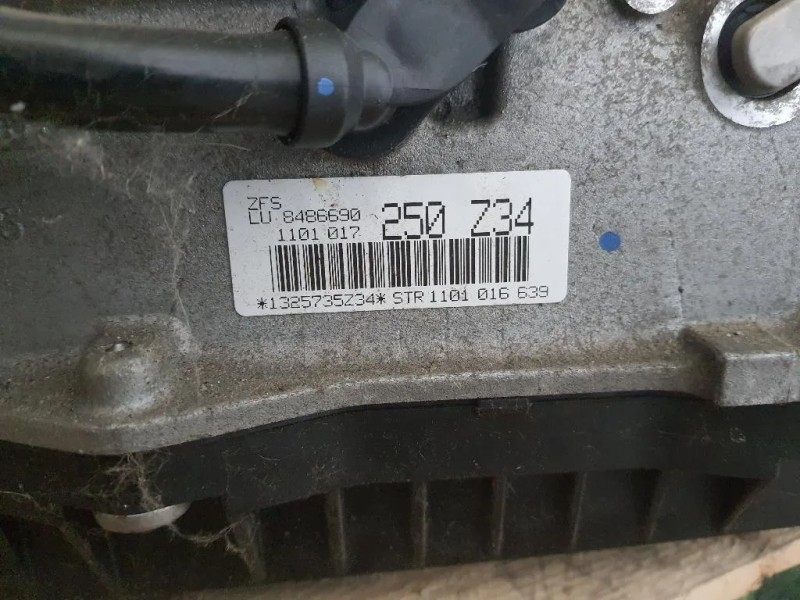 ZFS
LU 8486690 250 Z34
1101 017
*1325735Z34* STR 1101 016 639